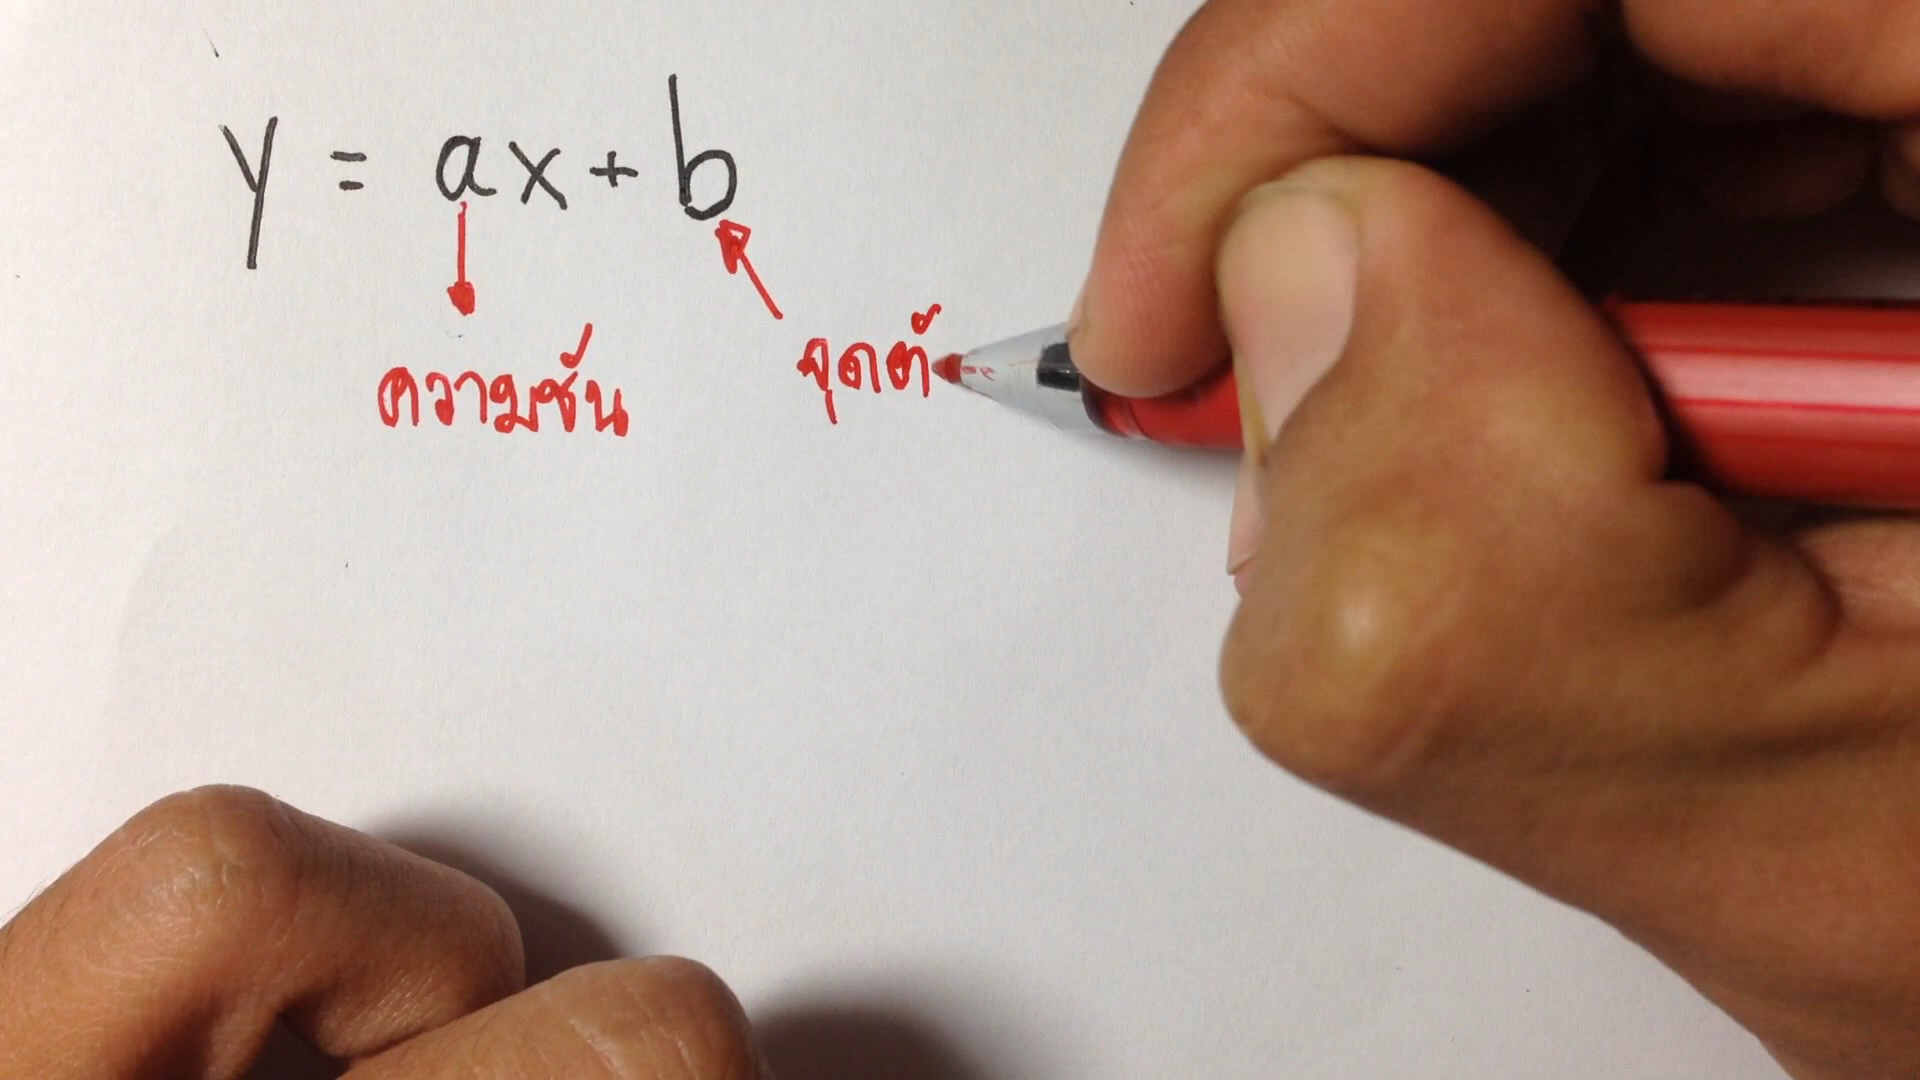 y = ax + b
ความชัน
จุดตั